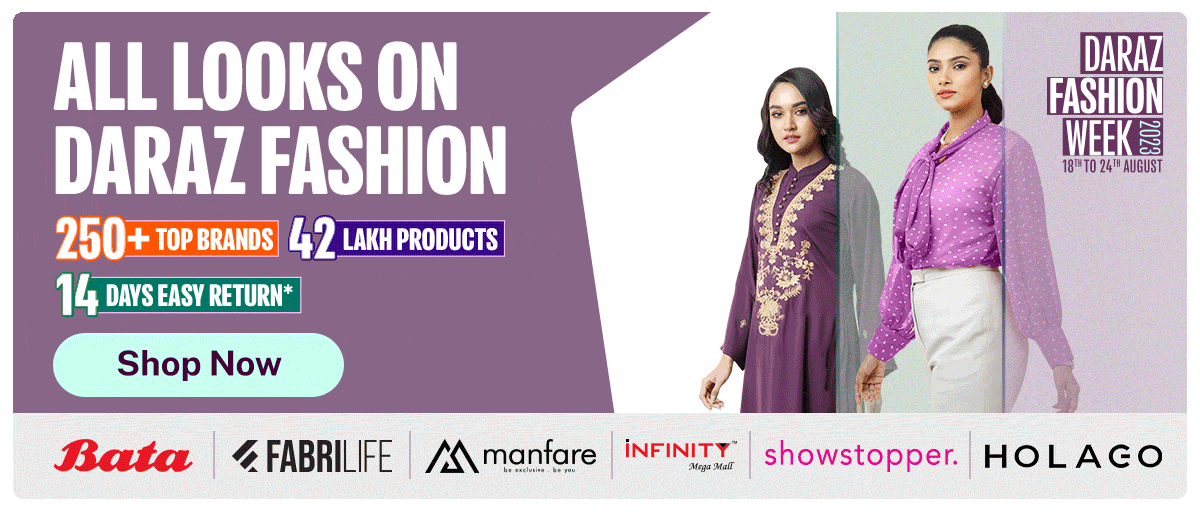 ALL LOOKS ON
DARAZ FASHION
250+ TOP BRANDS
42 LAKH PRODUCTS
14 DAYS EASY RETURN*
Shop Now
DARAZ
FASHION
WEEK 2023
18TH TO 24TH AUGUST
Bata
FABRILIFE
manfare
be exclusive . be you
INFINITY™
Mega Mall
showstopper.
HOLAGO